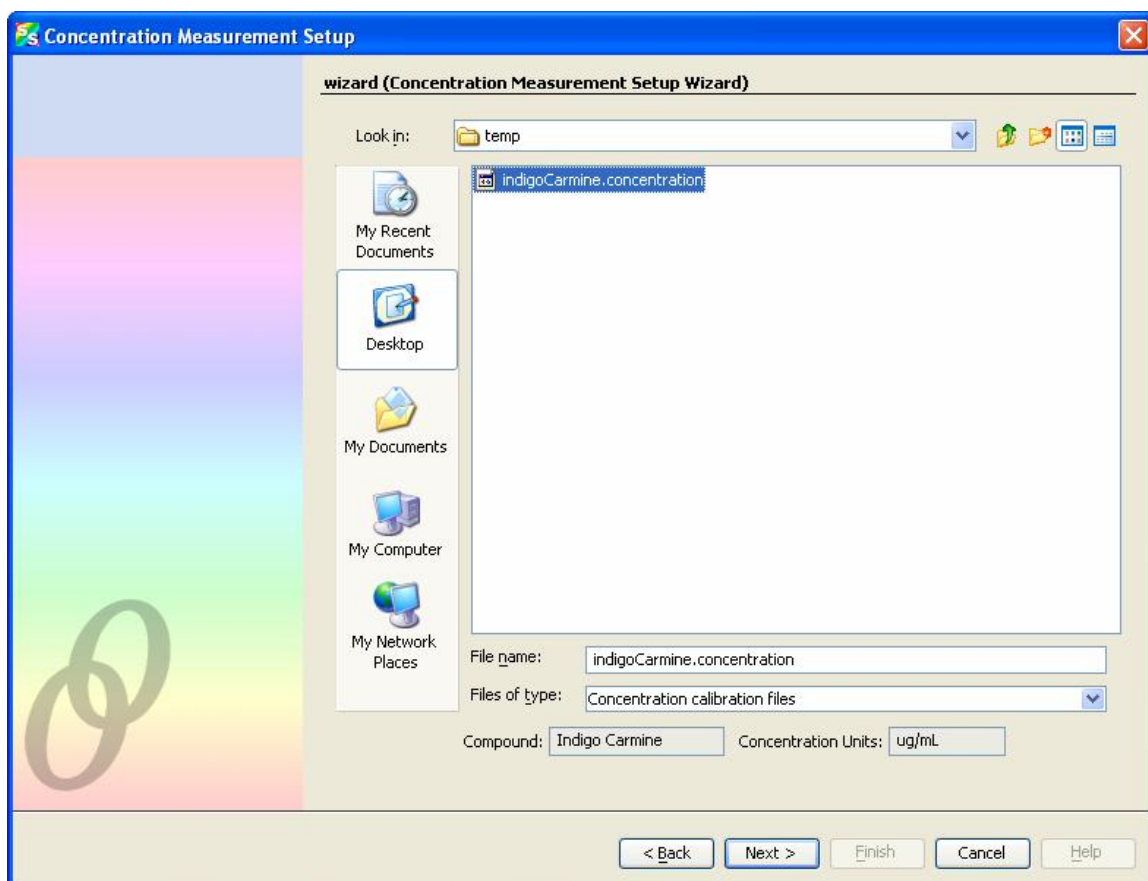 Concentration Measurement Setup
wizard (Concentration Measurement Setup Wizard)
Look in:
temp
indigoCarmine.concentration
My Recent
Documents
Desktop
My Documents
My Computer
My Network
Places
File name:
indigoCarmine.concentration
Files of type:
Concentration calibration files
Compound:
Indigo Carmine
Concentration Units:
ug/mL
< Back
Next >
Finish
Cancel
Help